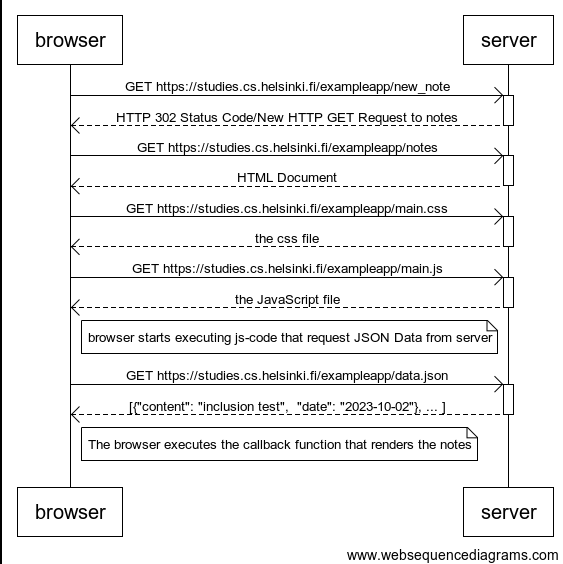 browser server
GET https://studies.cs.helsinki.fi/exampleapp/new_note
HTTP 302 Status Code/New HTTP GET Request to notes
GET https://studies.cs.helsinki.fi/exampleapp/notes
HTML Document
GET https://studies.cs.helsinki.fi/exampleapp/main.css
the css file
GET https://studies.cs.helsinki.fi/exampleapp/main.js
the JavaScript file
browser starts executing js-code that request JSON Data from server
GET https://studies.cs.helsinki.fi/exampleapp/data.json
[{"content": "inclusion test",  "date": "2023-10-02"}, ... ]
The browser executes the callback function that renders the notes
browser server
www.websequencediagrams.com